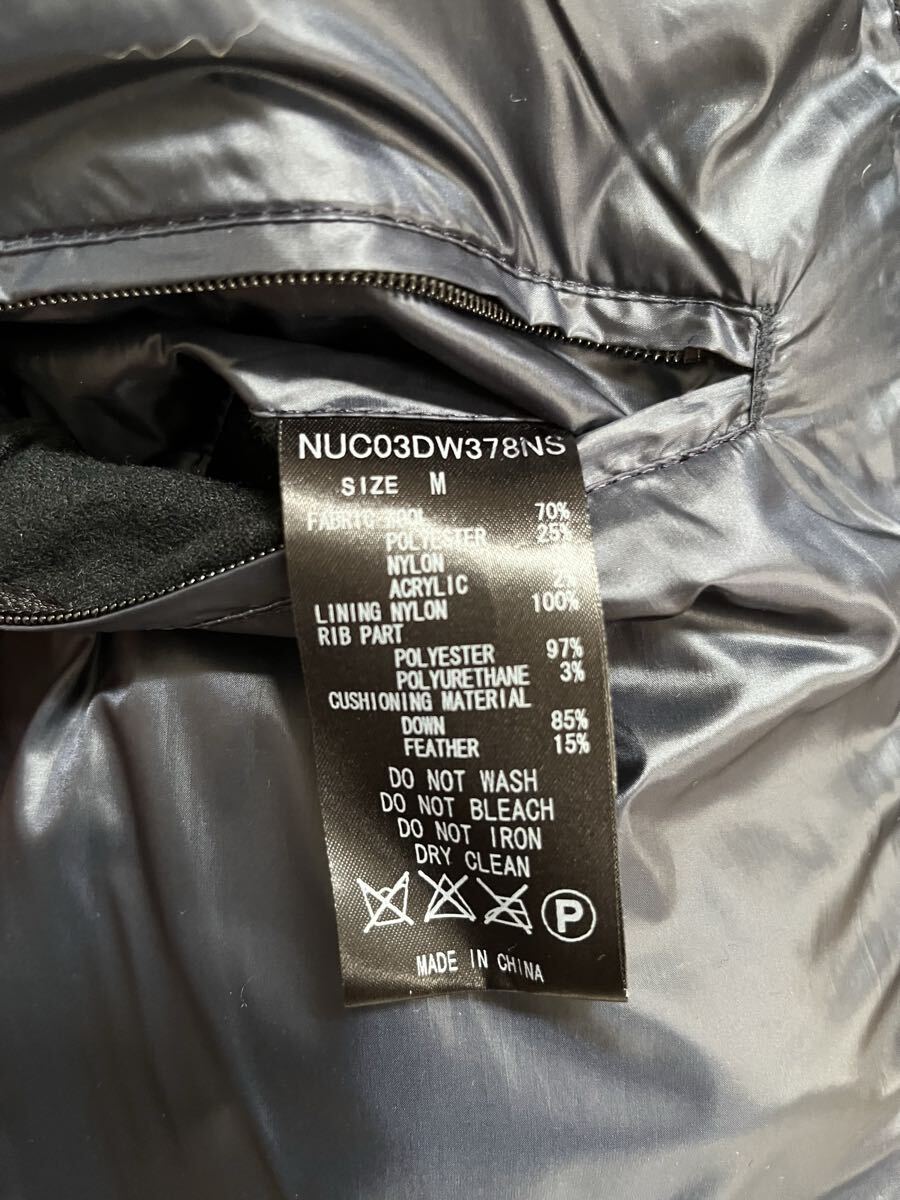 NUC03DW378NS
SIZE M
FABRIC WOOL 70%
POLYESTER 25%
NYLON
ACRYLIC 2%
LINING NYLON 100%
RIB PART
POLYESTER 97%
POLYURETHANE 3%
CUSHIONING MATERIAL
DOWN 85%
FEATHER 15%
DO NOT WASH
DO NOT BLEACH
DO NOT IRON
DRY CLEAN
P
MADE IN CHINA